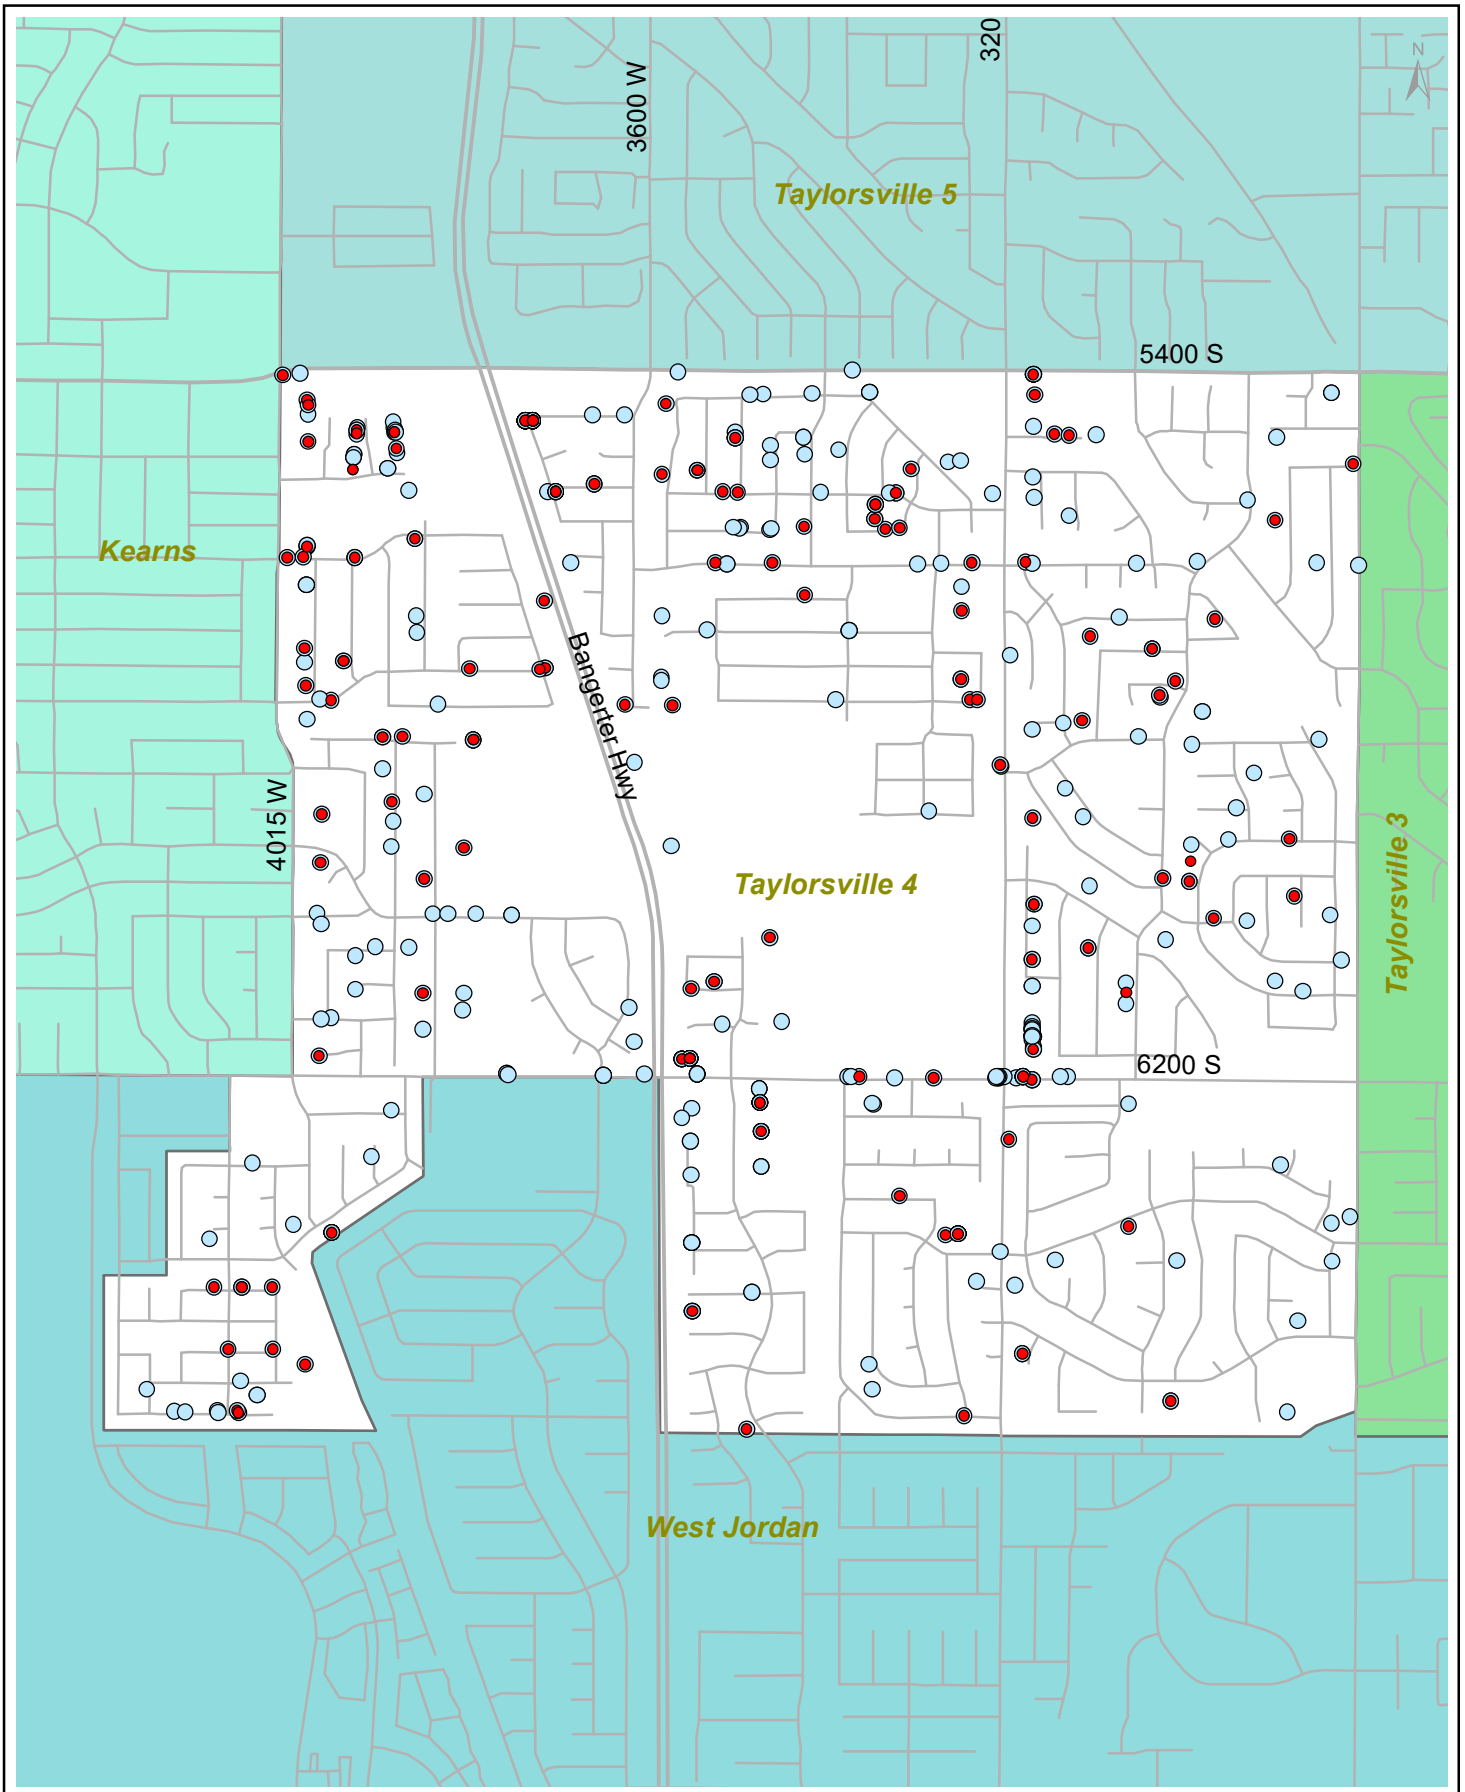 N
320
3600 W
Taylorsville 5
5400 S
Kearns
Bangerter Hwy
4015 W
Taylorsville 4
Taylorsville 3
6200 S
West Jordan